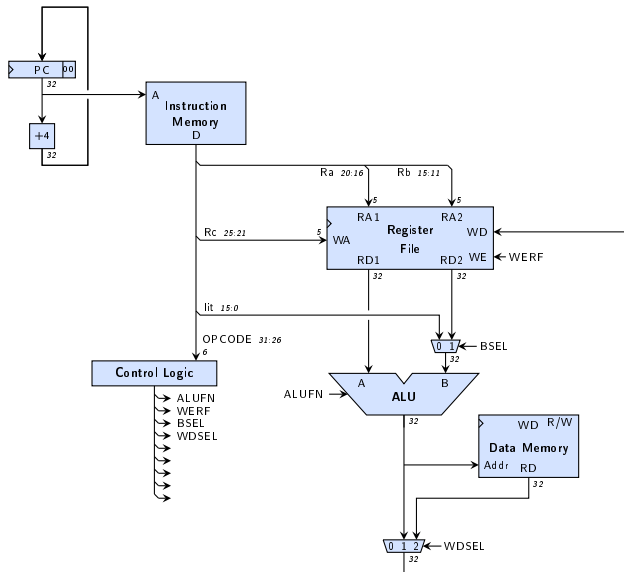 PC 00
32
A
Instruction
Memory
D
+4
32
Ra 20:16
Rb 15:11
5
5
RA1
RA2
Register
File
Rc 25:21
5
WA
WD
WE
WERF
RD1
RD2
32
32
lit 15:0
OPCODE 31:26
6
0 1
BSEL
32
Control Logic
A
B
ALU
ALUFN
32
ALUFN
WERF
BSEL
WDSEL
WD
R/W
Data Memory
Addr
RD
32
0 1 2
WDSEL
32